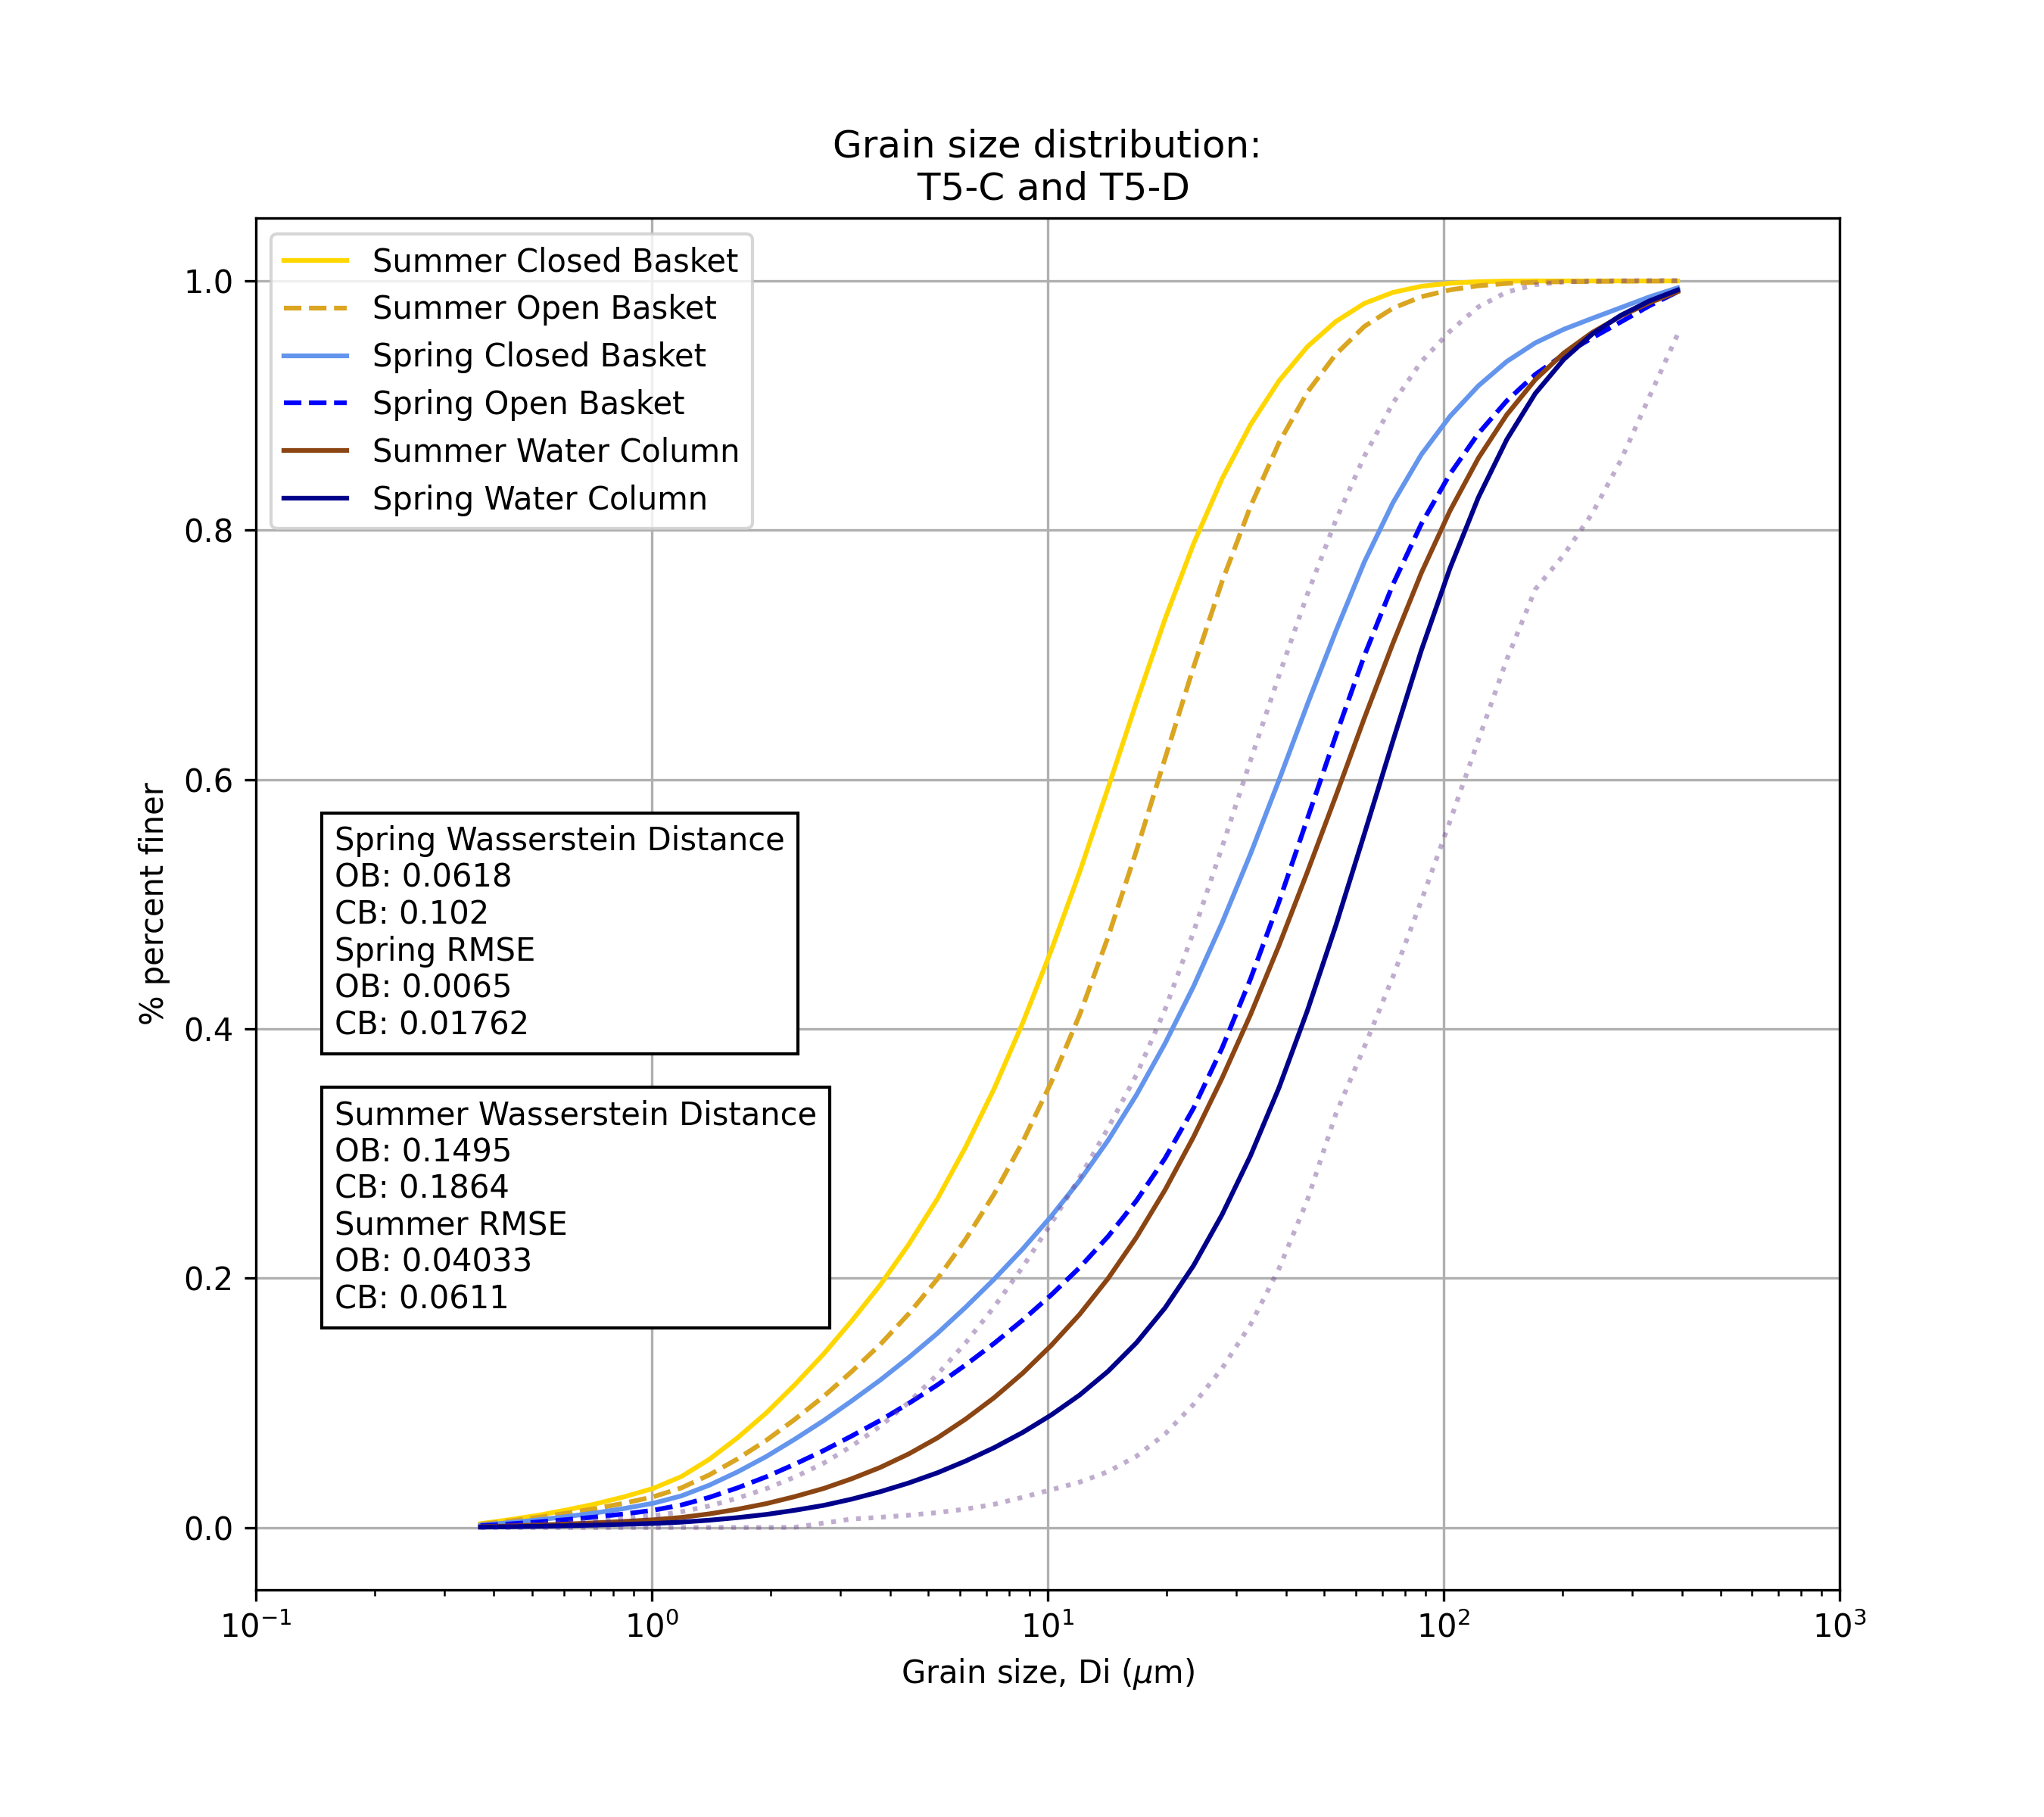 Grain size distribution:
T5-C and T5-D
Summer Closed Basket
Summer Open Basket
Spring Closed Basket
Spring Open Basket
Summer Water Column
Spring Water Column
1.0
0.8
0.6
0.4
0.2
0.0
% percent finer
Spring Wasserstein Distance
OB: 0.0618
CB: 0.102
Spring RMSE
OB: 0.0065
CB: 0.01762
Summer Wasserstein Distance
OB: 0.1495
CB: 0.1864
Summer RMSE
OB: 0.04033
CB: 0.0611
10⁻¹ 10⁰ 10¹ 10² 10³
Grain size, Di (μm)